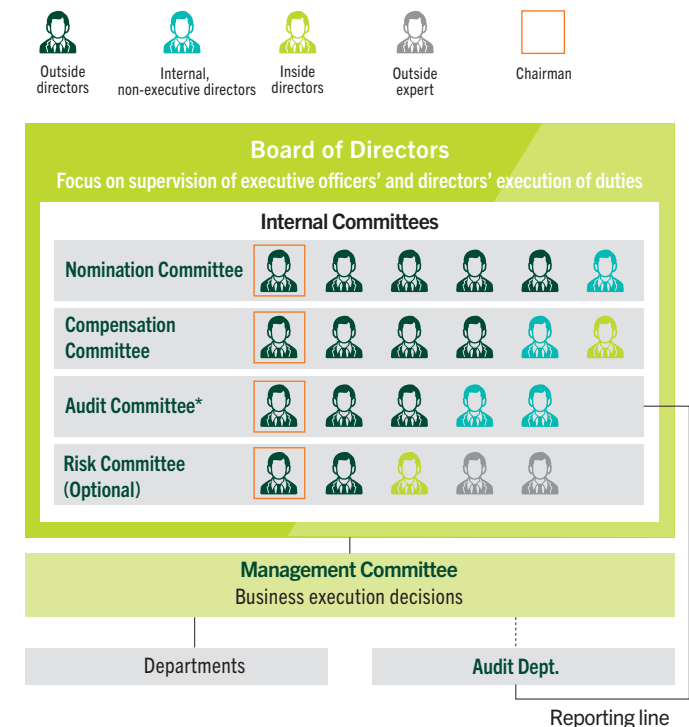 Outside
directors
Internal,
non-executive directors
Inside
directors
Outside
expert
Chairman
Board of Directors
Focus on supervision of executive officers’ and directors’ execution of duties
Internal Committees
Nomination Committee
Compensation
Committee
Audit Committee*
Risk Committee
(Optional)
Management Committee
Business execution decisions
Departments
Audit Dept.
Reporting line